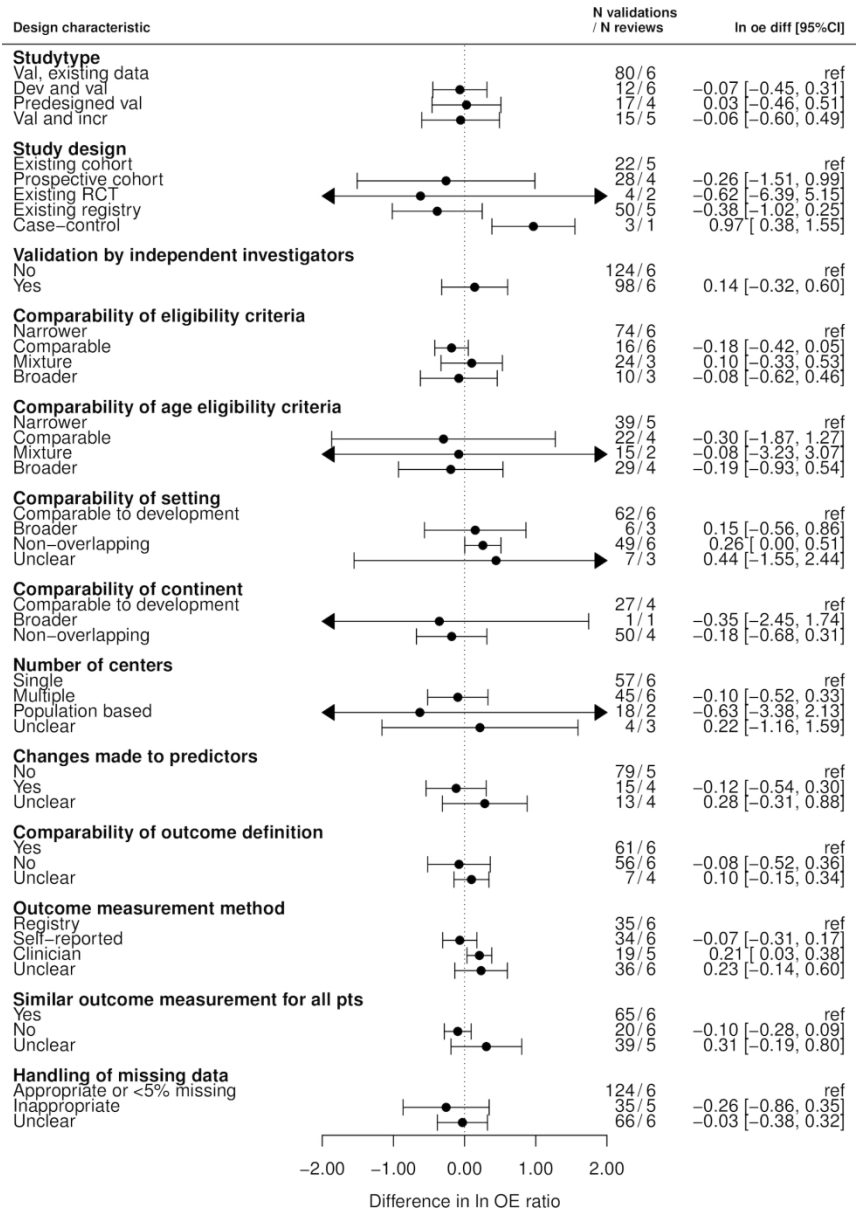 Design characteristic N validations / N reviews ln oe diff [95%CI]
Studytype
Val, existing data 80/6 ref
Dev and val 12/6 −0.07 [−0.45, 0.31]
Predesigned val 17/4 0.03 [−0.46, 0.51]
Val and incr 15/5 −0.06 [−0.60, 0.49]
Study design
Existing cohort 22/5 ref
Prospective cohort 28/4 −0.26 [−1.51, 0.99]
Existing RCT 4/2 −0.62 [−6.39, 5.15]
Existing registry 50/5 −0.38 [−1.02, 0.25]
Case−control 3/1 0.97 [ 0.38, 1.55]
Validation by independent investigators
No 124/6 ref
Yes 98/6 0.14 [−0.32, 0.60]
Comparability of eligibility criteria
Narrower 74/6 ref
Comparable 16/6 −0.18 [−0.42, 0.05]
Mixture 24/3 0.10 [−0.33, 0.53]
Broader 10/3 −0.08 [−0.62, 0.46]
Comparability of age eligibility criteria
Narrower 39/5 ref
Comparable 22/4 −0.30 [−1.87, 1.27]
Mixture 15/2 −0.08 [−3.23, 3.07]
Broader 29/4 −0.19 [−0.93, 0.54]
Comparability of setting
Comparable to development 62/6 ref
Broader 6/3 0.15 [−0.56, 0.86]
Non−overlapping 49/6 0.26 [ 0.00, 0.51]
Unclear 7/3 0.44 [−1.55, 2.44]
Comparability of continent
Comparable to development 27/4 ref
Broader 1/1 −0.35 [−2.45, 1.74]
Non−overlapping 50/4 −0.18 [−0.68, 0.31]
Number of centers
Single 57/6 ref
Multiple 45/6 −0.10 [−0.52, 0.33]
Population based 18/2 −0.63 [−3.38, 2.13]
Unclear 4/3 0.22 [−1.16, 1.59]
Changes made to predictors
No 79/5 ref
Yes 15/4 −0.12 [−0.54, 0.30]
Unclear 13/4 0.28 [−0.31, 0.88]
Comparability of outcome definition
Yes 61/6 ref
No 56/6 −0.08 [−0.52, 0.36]
Unclear 7/4 0.10 [−0.15, 0.34]
Outcome measurement method
Registry 35/6 ref
Self−reported 34/6 −0.07 [−0.31, 0.17]
Clinician 19/5 0.21 [ 0.03, 0.38]
Unclear 36/6 0.23 [−0.14, 0.60]
Similar outcome measurement for all pts
Yes 65/6 ref
No 20/6 −0.10 [−0.28, 0.09]
Unclear 39/5 0.31 [−0.19, 0.80]
Handling of missing data
Appropriate or <5% missing 124/6 ref
Inappropriate 35/5 −0.26 [−0.86, 0.35]
Unclear 66/6 −0.03 [−0.38, 0.32]
−2.00 −1.00 0.00 1.00 2.00
Difference in ln OE ratio